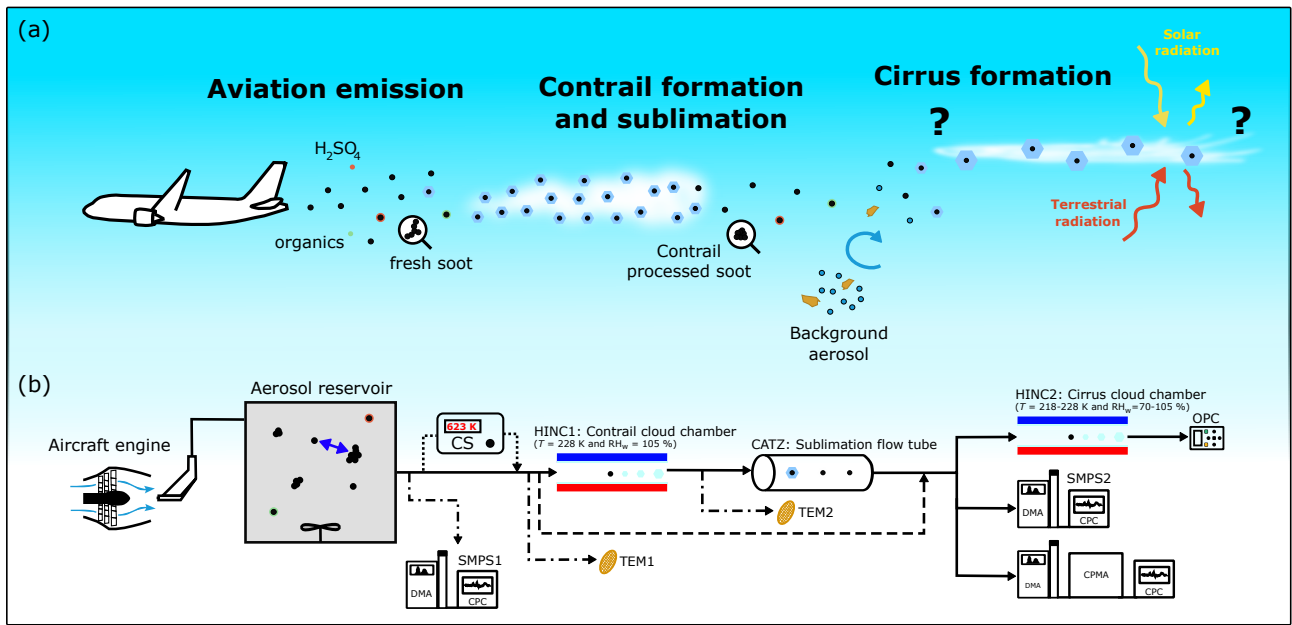 (a)
Aviation emission
Contrail formation
and sublimation
Cirrus formation
Solar
radiation
?
?
H₂SO₄
organics
fresh soot
Contrail
processed soot
Terrestrial
radiation
Background
aerosol
(b)
Aerosol reservoir
Aircraft engine
623 K
CS
HINC1: Contrail cloud chamber
(T = 228 K and RHw = 105 %)
CATZ: Sublimation flow tube
HINC2: Cirrus cloud chamber
(T = 218-228 K and RHw=70-105 %)
OPC
SMPS1
DMA
CPC
TEM1
TEM2
SMPS2
DMA
CPC
DMA
CPMA
CPC